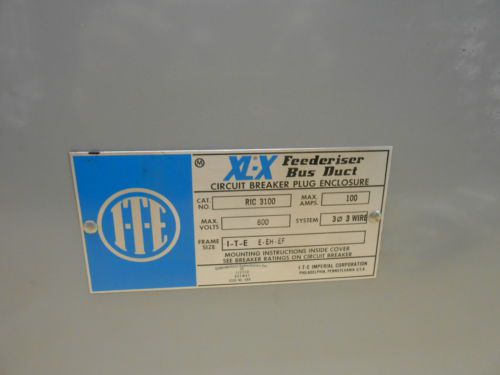 I-T-E
M
XL-X Feederiser
Bus Duct
CIRCUIT BREAKER PLUG ENCLOSURE
CAT. NO. RIC 3100 MAX. AMPS. 100
MAX. VOLTS 600 SYSTEM 3Ø 3 WIRE
FRAME SIZE I-T-E E-EH-EF
MOUNTING INSTRUCTIONS INSIDE COVER
SEE BREAKER RATINGS ON CIRCUIT BREAKER
I-T-E IMPERIAL CORPORATION
PHILADELPHIA, PENNSYLVANIA U.S.A.